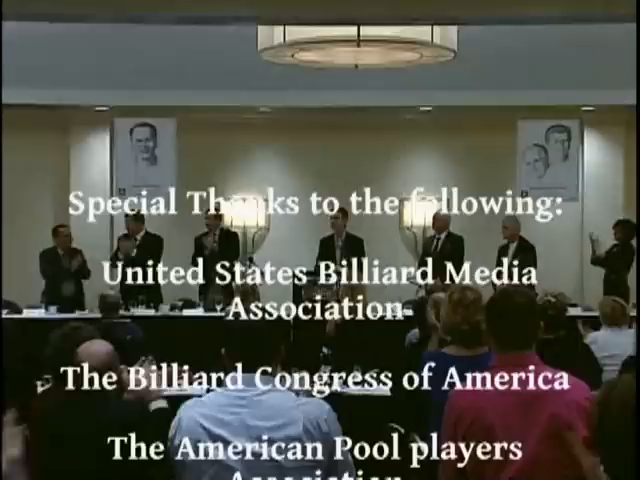 Special Thanks to the following:
United States Billiard Media
Association
The Billiard Congress of America
The American Pool players
Association